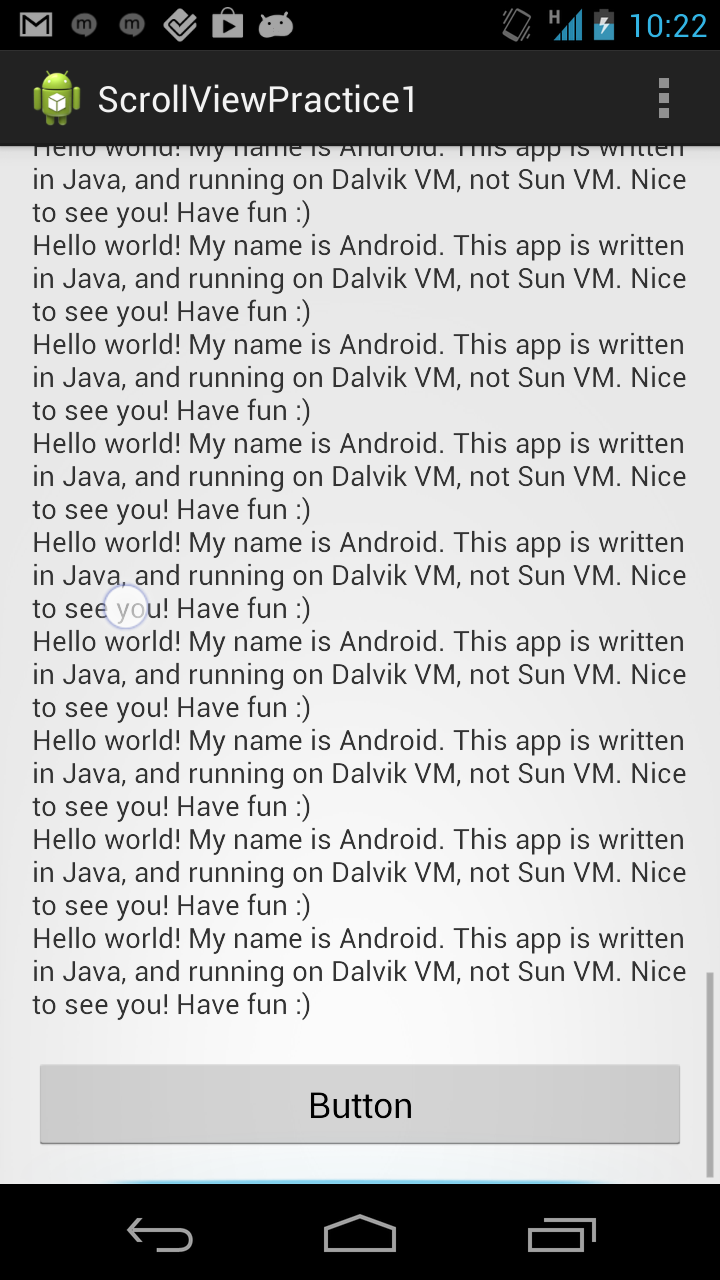 10:22
ScrollViewPractice1
Hello world! My name is Android. This app is written
in Java, and running on Dalvik VM, not Sun VM. Nice
to see you! Have fun :)
Hello world! My name is Android. This app is written
in Java, and running on Dalvik VM, not Sun VM. Nice
to see you! Have fun :)
Hello world! My name is Android. This app is written
in Java, and running on Dalvik VM, not Sun VM. Nice
to see you! Have fun :)
Hello world! My name is Android. This app is written
in Java, and running on Dalvik VM, not Sun VM. Nice
to see you! Have fun :)
Hello world! My name is Android. This app is written
in Java, and running on Dalvik VM, not Sun VM. Nice
to see you! Have fun :)
Hello world! My name is Android. This app is written
in Java, and running on Dalvik VM, not Sun VM. Nice
to see you! Have fun :)
Hello world! My name is Android. This app is written
in Java, and running on Dalvik VM, not Sun VM. Nice
to see you! Have fun :)
Hello world! My name is Android. This app is written
in Java, and running on Dalvik VM, not Sun VM. Nice
to see you! Have fun :)
Hello world! My name is Android. This app is written
in Java, and running on Dalvik VM, not Sun VM. Nice
to see you! Have fun :)
Button